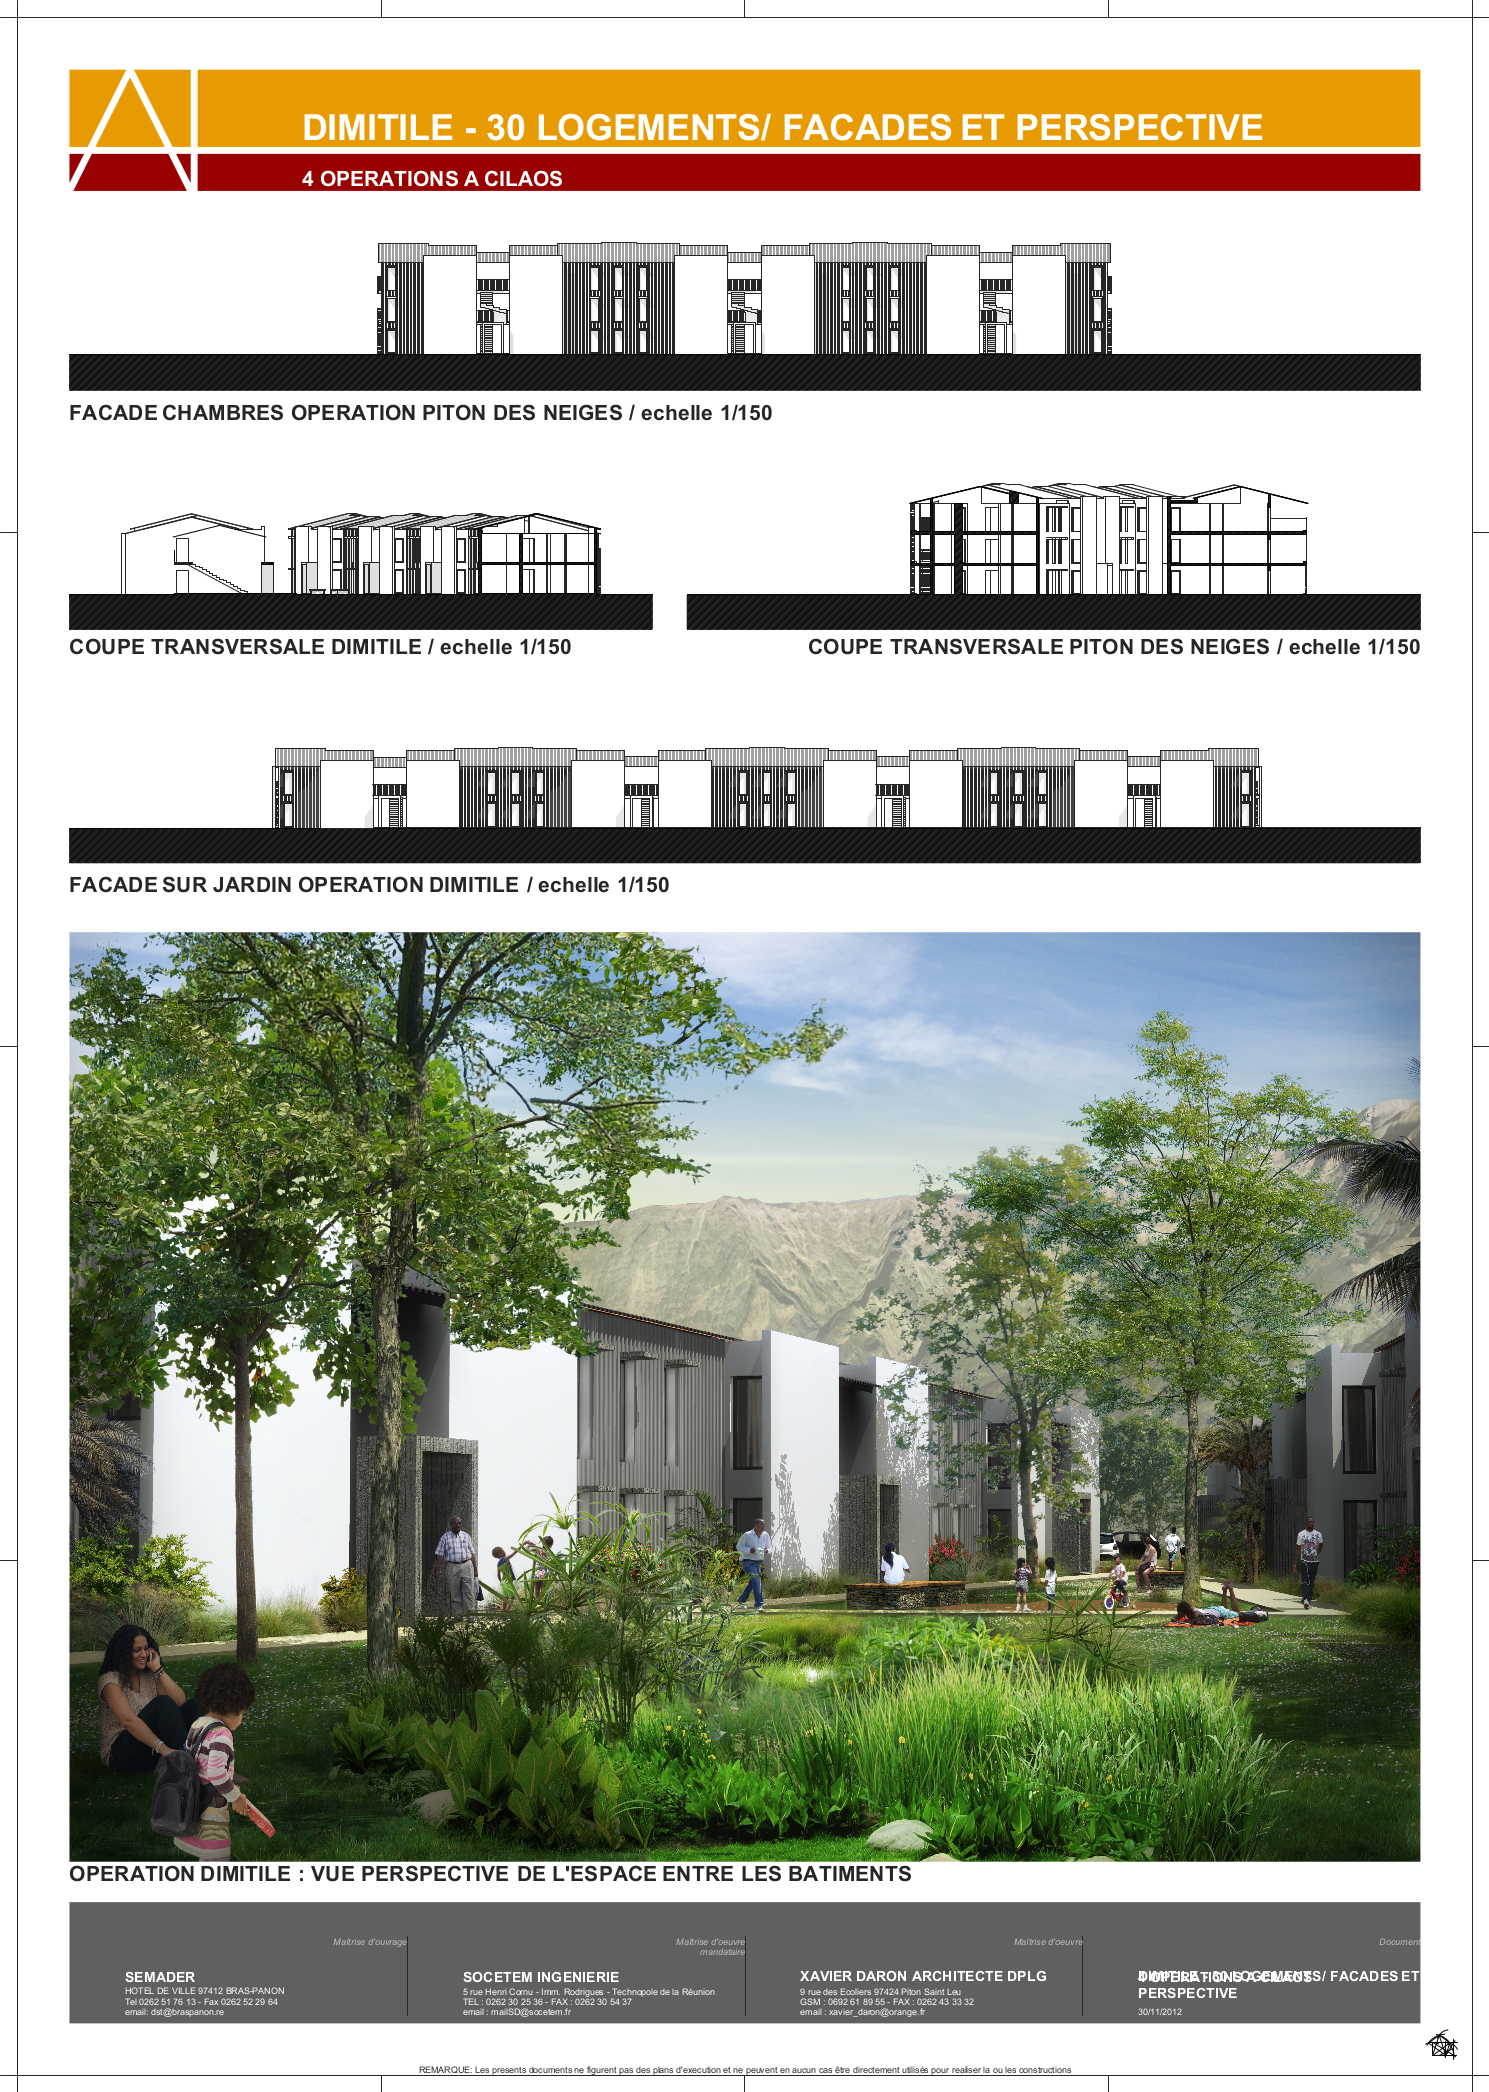 DIMITILE - 30 LOGEMENTS/ FACADES ET PERSPECTIVE
4 OPERATIONS A CILAOS
FACADE CHAMBRES OPERATION PITON DES NEIGES / echelle 1/150
COUPE TRANSVERSALE DIMITILE / echelle 1/150
COUPE TRANSVERSALE PITON DES NEIGES / echelle 1/150
FACADE SUR JARDIN OPERATION DIMITILE / echelle 1/150
OPERATION DIMITILE : VUE PERSPECTIVE DE L'ESPACE ENTRE LES BATIMENTS
Maîtrise d'ouvrage
SEMADER
HOTEL DE VILLE 97412 BRAS-PANON
Tel 0262 51 76 13 - Fax 0262 52 29 64
email: dst@braspanon.re
Maîtrise d'oeuvre
mandataire
SOCETEM INGENIERIE
5 rue Henri Cornu - Imm. Rodrigues - Technopole de la Réunion
TEL : 0262 30 25 36 - FAX : 0262 30 54 37
email : mailSD@socetem.fr
Maîtrise d'oeuvre
XAVIER DARON ARCHITECTE DPLG
9 rue des Ecoliers 97424 Piton Saint Leu
GSM : 0692 61 89 55 - FAX : 0262 43 33 32
email : xavier_daron@orange.fr
Document
4 OPERATIONS A CILAOS
DIMITILE - 30 LOGEMENTS/ FACADES ET
PERSPECTIVE
30/11/2012
REMARQUE: Les presents documents ne figurent pas des plans d'execution et ne peuvent en aucun cas être directement utilisés pour realiser la ou les constructions